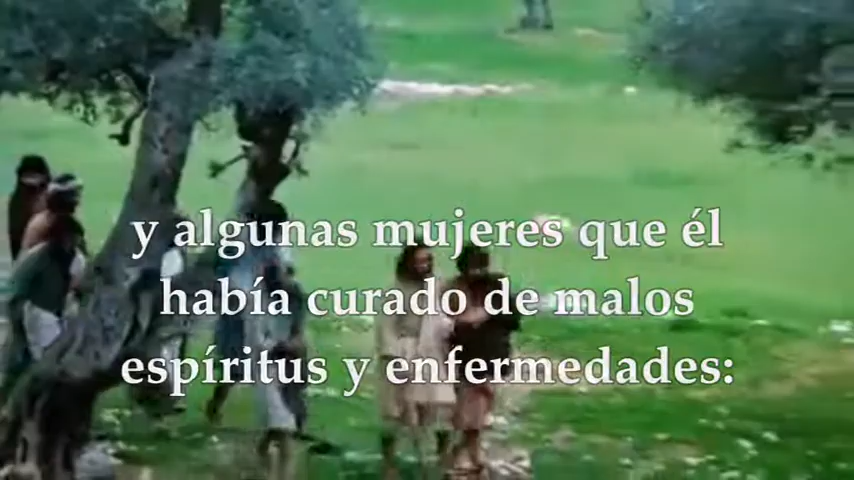 y algunas mujeres que él
había curado de malos
espíritus y enfermedades: